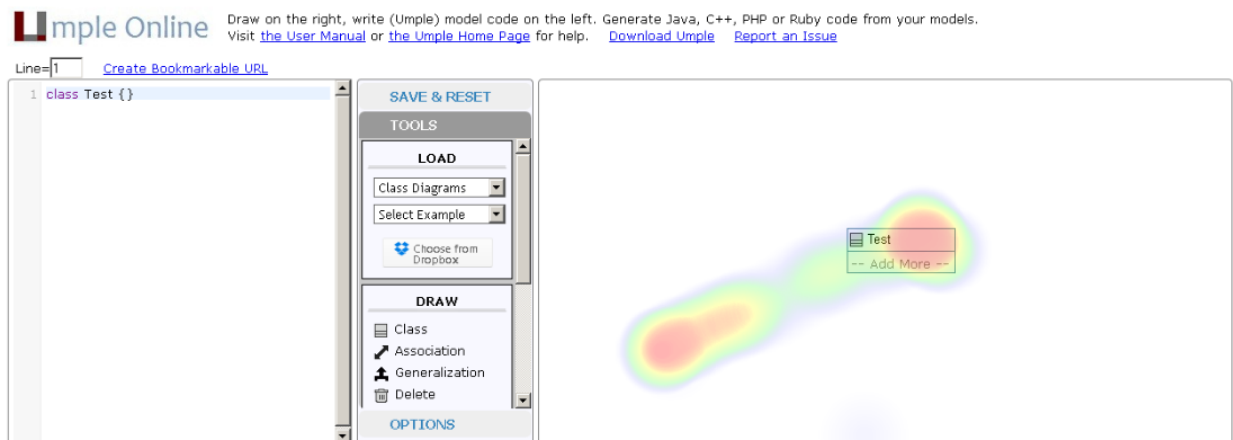 Umple Online
Draw on the right, write (Umple) model code on the left. Generate Java, C++, PHP or Ruby code from your models.
Visit the User Manual or the Umple Home Page for help. Download Umple Report an Issue
Line=1 Create Bookmarkable URL
1 class Test {}
SAVE & RESET
TOOLS
LOAD
Class Diagrams
Select Example
Choose from
Dropbox
DRAW
Class
Association
Generalization
Delete
OPTIONS
Test
-- Add More --